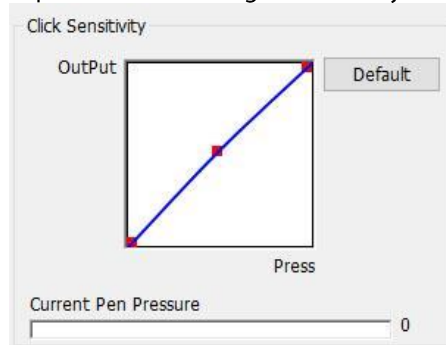 Click Sensitivity
OutPut
Default
Press
Current Pen Pressure
0